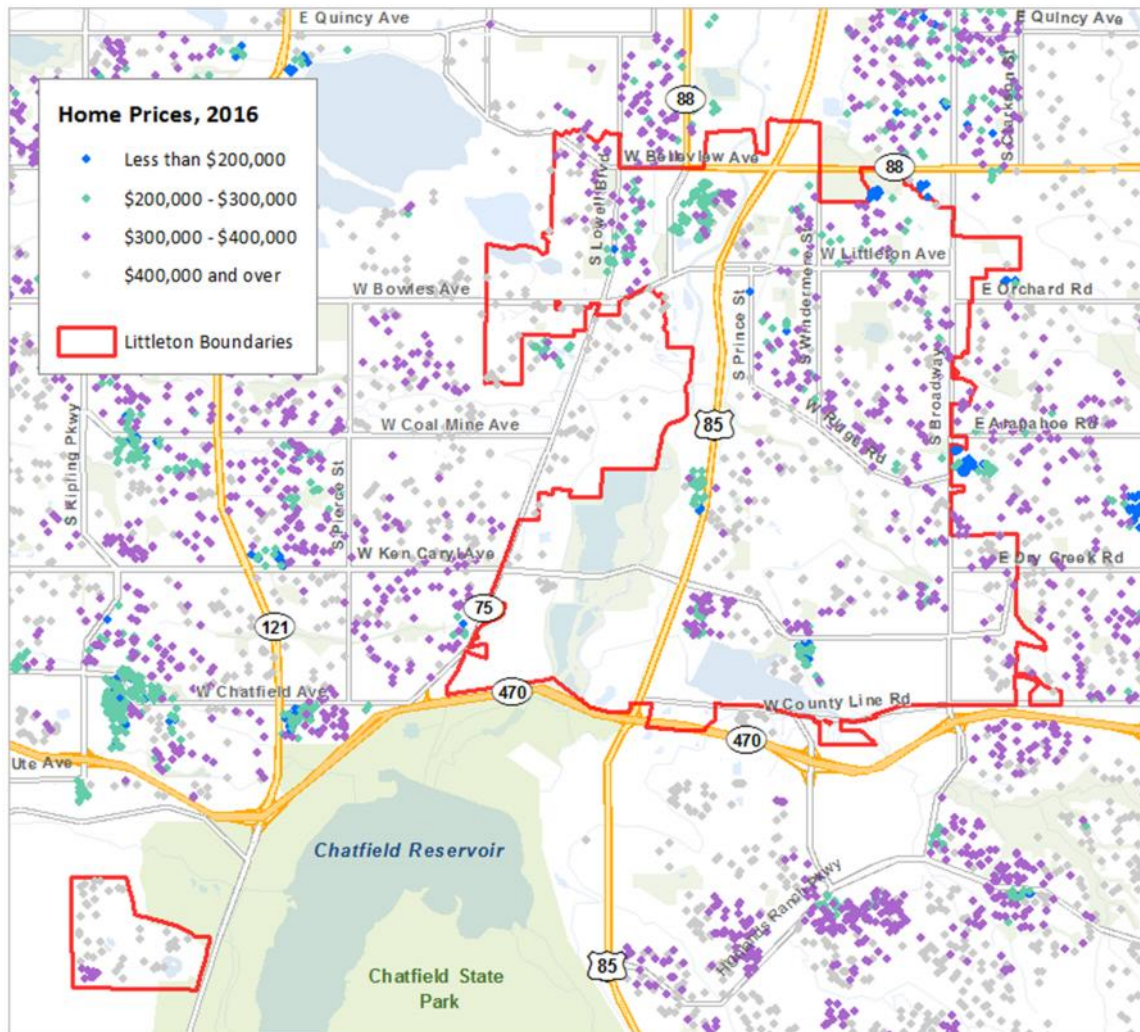 E Quincy Ave
E Quincy Ave
S Clarkson St
Home Prices, 2016
Less than $200,000
$200,000 - $300,000
$300,000 - $400,000
$400,000 and over
Littleton Boundaries
88
W Belleview Ave
88
S Lowell Blvd
S Windermere St
W Littleton Ave
W Bowles Ave
E Orchard Rd
S Prince St
S Broadway
S Kipling Pkwy
W Coal Mine Ave
85
W Ridge Rd
E Arapahoe Rd
S Pierce St
W Ken Caryl Ave
E Dry Creek Rd
75
121
W Chatfield Ave
470
W County Line Rd
470
Ute Ave
Chatfield Reservoir
Highlands Ranch Pkwy
85
Chatfield State
Park